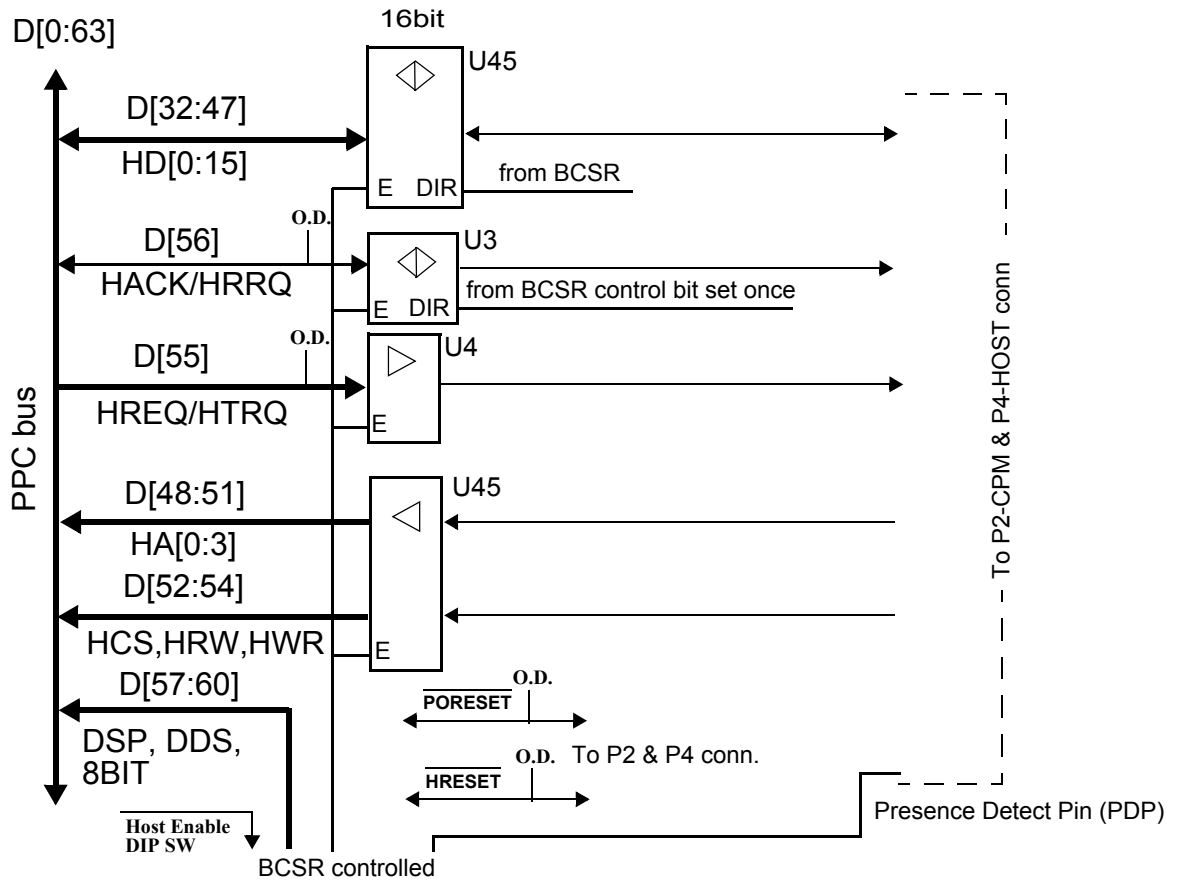 16bit
D[0:63]
U45
D[32:47]
HD[0:15]
from BCSR
E DIR
O.D.
D[56]
U3
HACK/HRRQ
from BCSR control bit set once
E DIR
O.D.
D[55]
U4
HREQ/HTRQ
E
PPC bus
To P2-CPM & P4-HOST conn
D[48:51]
U45
HA[0:3]
D[52:54]
HCS,HRW,HWR
E
D[57:60]
O.D.
PORESET
DSP, DDS,
8BIT
O.D. To P2 & P4 conn.
HRESET
Presence Detect Pin (PDP)
Host Enable
DIP SW
BCSR controlled